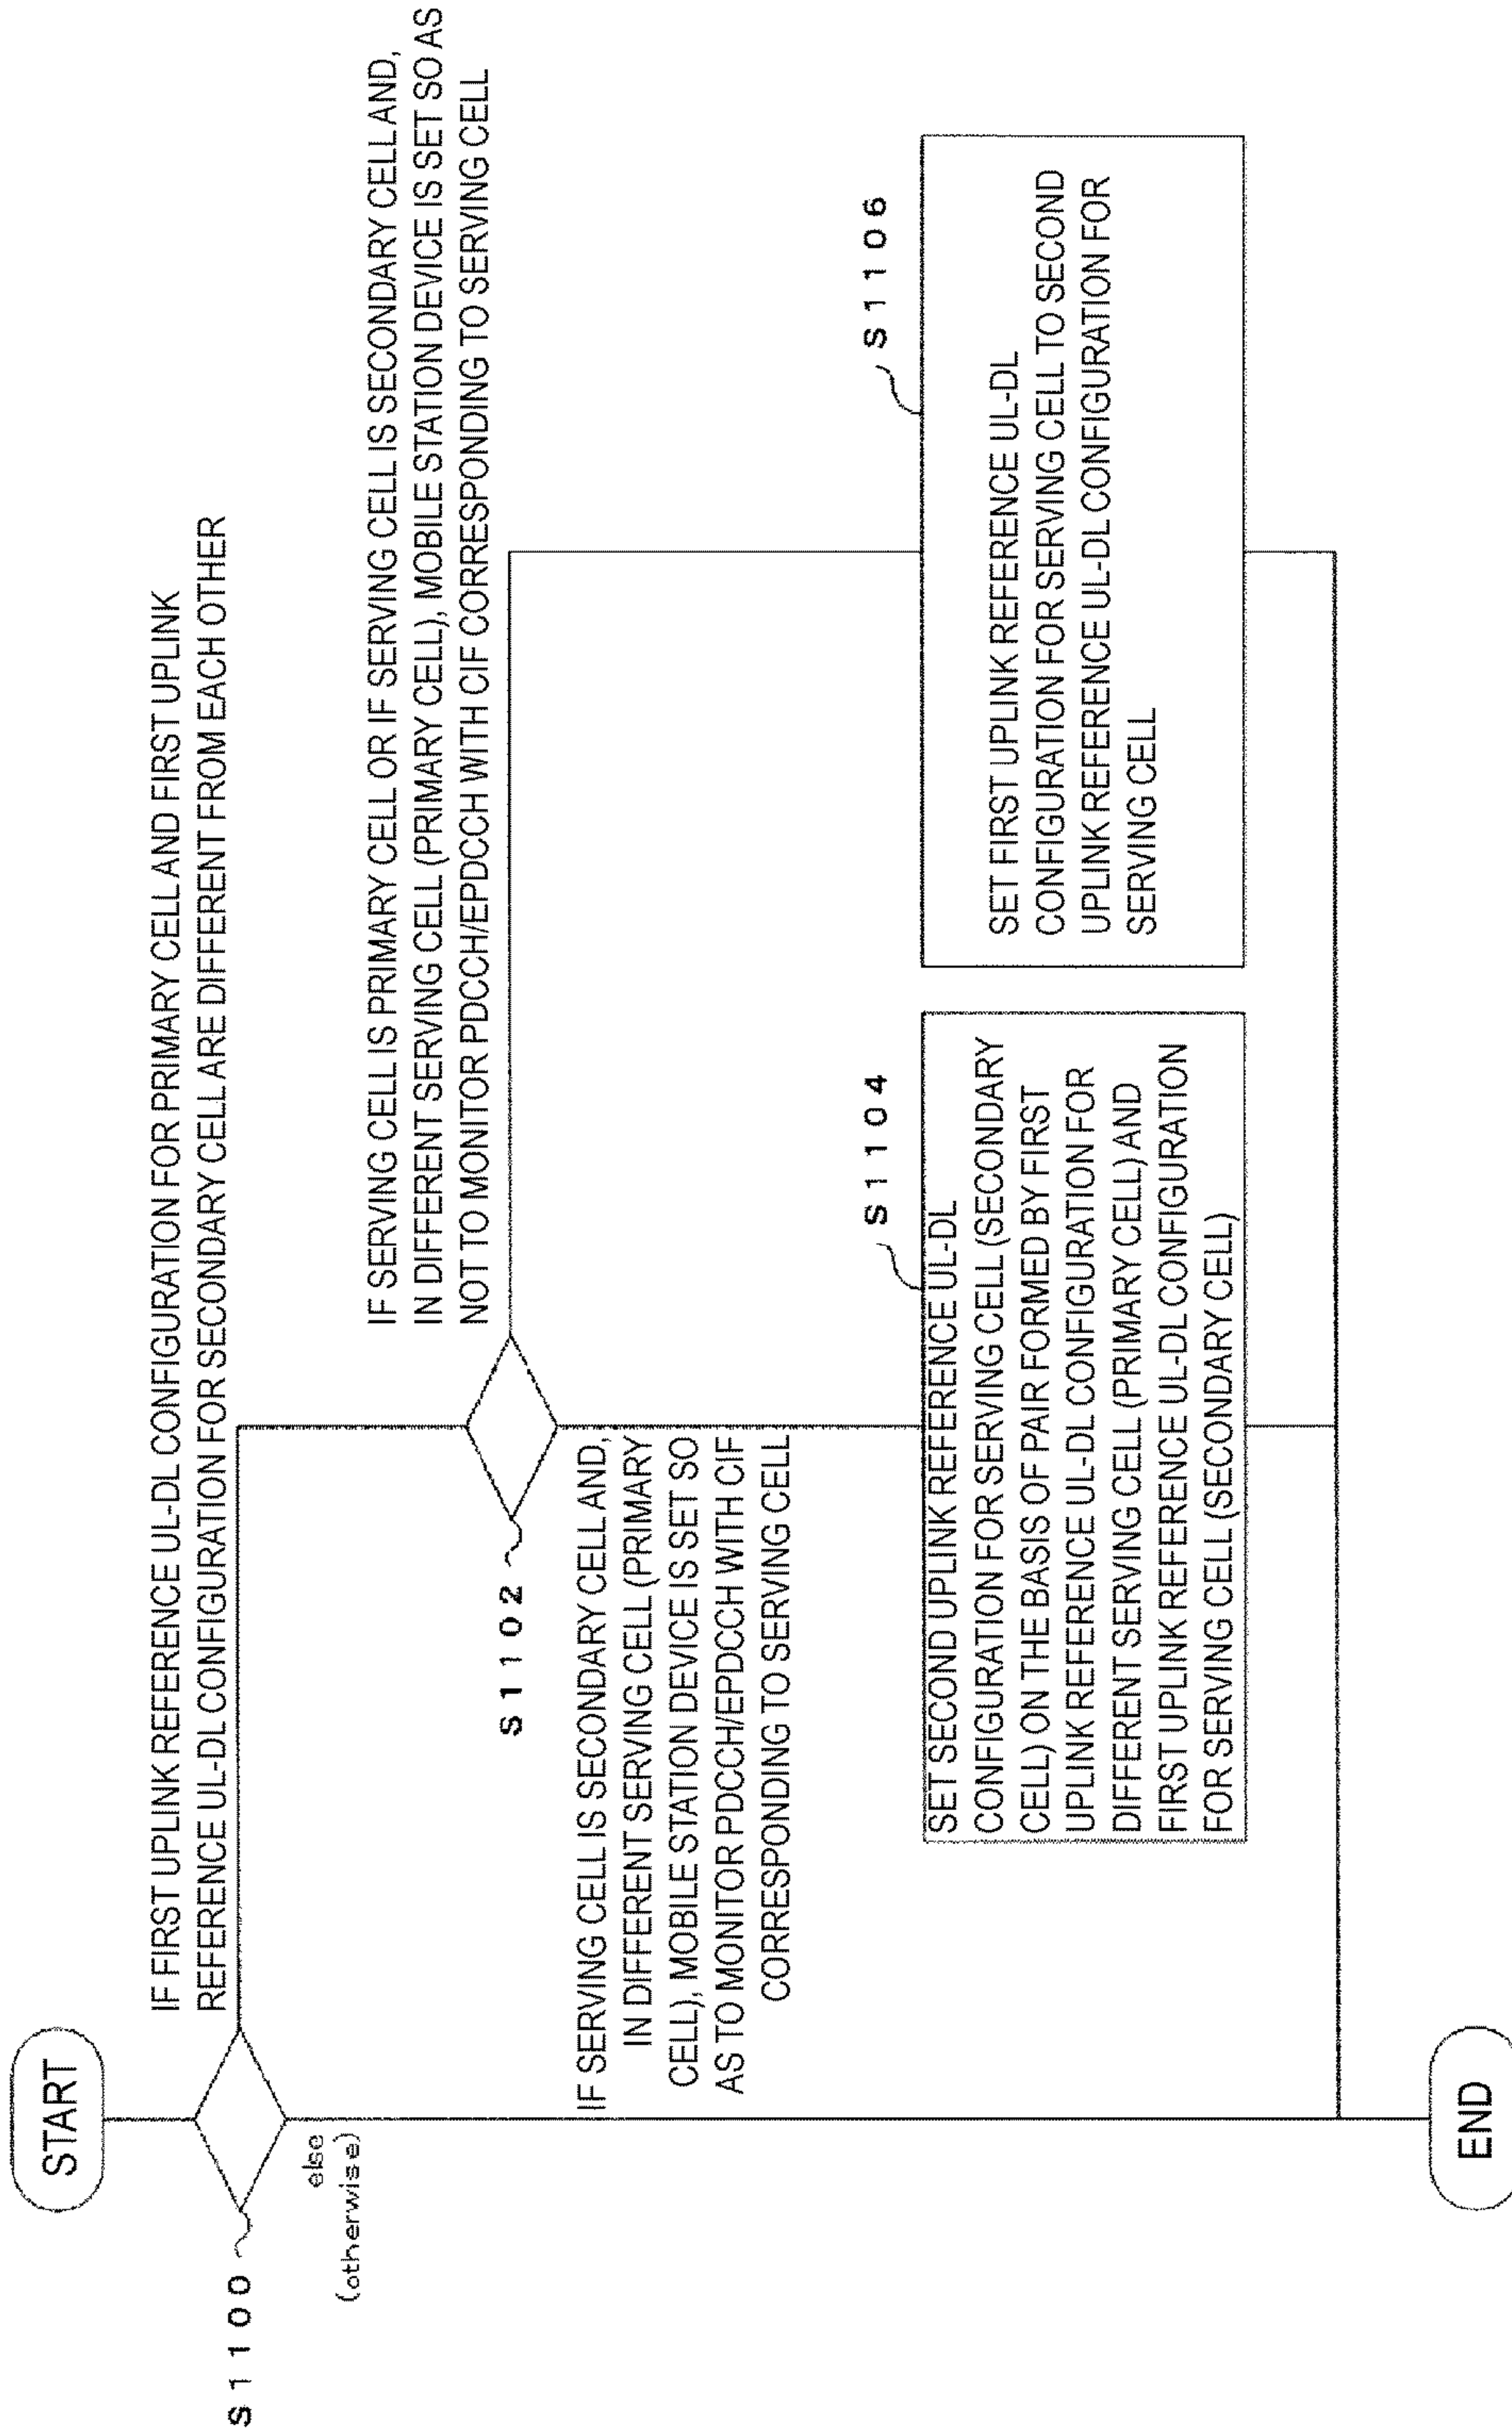 START
S1100
IF FIRST UPLINK REFERENCE UL-DL CONFIGURATION FOR PRIMARY CELL AND FIRST UPLINK
REFERENCE UL-DL CONFIGURATION FOR SECONDARY CELL ARE DIFFERENT FROM EACH OTHER
else
(otherwise)
S1102
IF SERVING CELL IS PRIMARY CELL OR IF SERVING CELL IS SECONDARY CELL AND,
IN DIFFERENT SERVING CELL (PRIMARY CELL), MOBILE STATION DEVICE IS SET SO AS
NOT TO MONITOR PDCCH/EPDCCH WITH CIF CORRESPONDING TO SERVING CELL
IF SERVING CELL IS SECONDARY CELL AND,
IN DIFFERENT SERVING CELL (PRIMARY
CELL), MOBILE STATION DEVICE IS SET SO
AS TO MONITOR PDCCH/EPDCCH WITH CIF
CORRESPONDING TO SERVING CELL
S1104
SET SECOND UPLINK REFERENCE UL-DL
CONFIGURATION FOR SERVING CELL (SECONDARY
CELL) ON THE BASIS OF PAIR FORMED BY FIRST
UPLINK REFERENCE UL-DL CONFIGURATION FOR
DIFFERENT SERVING CELL (PRIMARY CELL) AND
FIRST UPLINK REFERENCE UL-DL CONFIGURATION
FOR SERVING CELL (SECONDARY CELL)
S1106
SET FIRST UPLINK REFERENCE UL-DL
CONFIGURATION FOR SERVING CELL TO SECOND
UPLINK REFERENCE UL-DL CONFIGURATION FOR
SERVING CELL
END